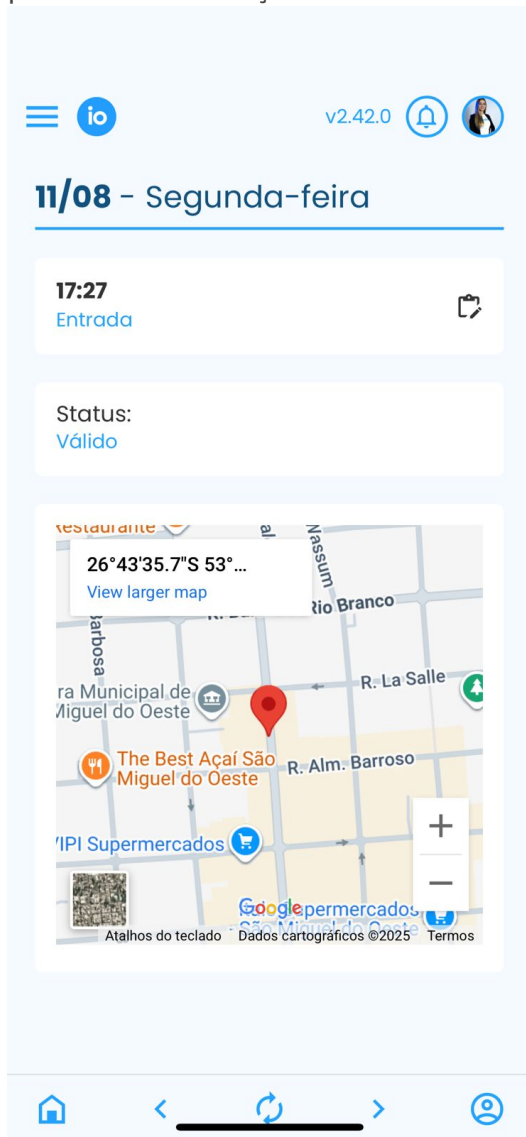 io
v2.42.0
11/08 - Segunda-feira
17:27
Entrada
Status:
Válido
Restaurante
26°43'35.7"S 53°...
View larger map
Nassum
Rio Branco
Barbosa
R. La Salle
ra Municipal de
Miguel do Oeste
The Best Açaí São
Miguel do Oeste
R. Alm. Barroso
VIPI Supermercados
+
−
Google
permercados
- São Miguel do Oeste
Atalhos do teclado Dados cartográficos ©2025 Termos